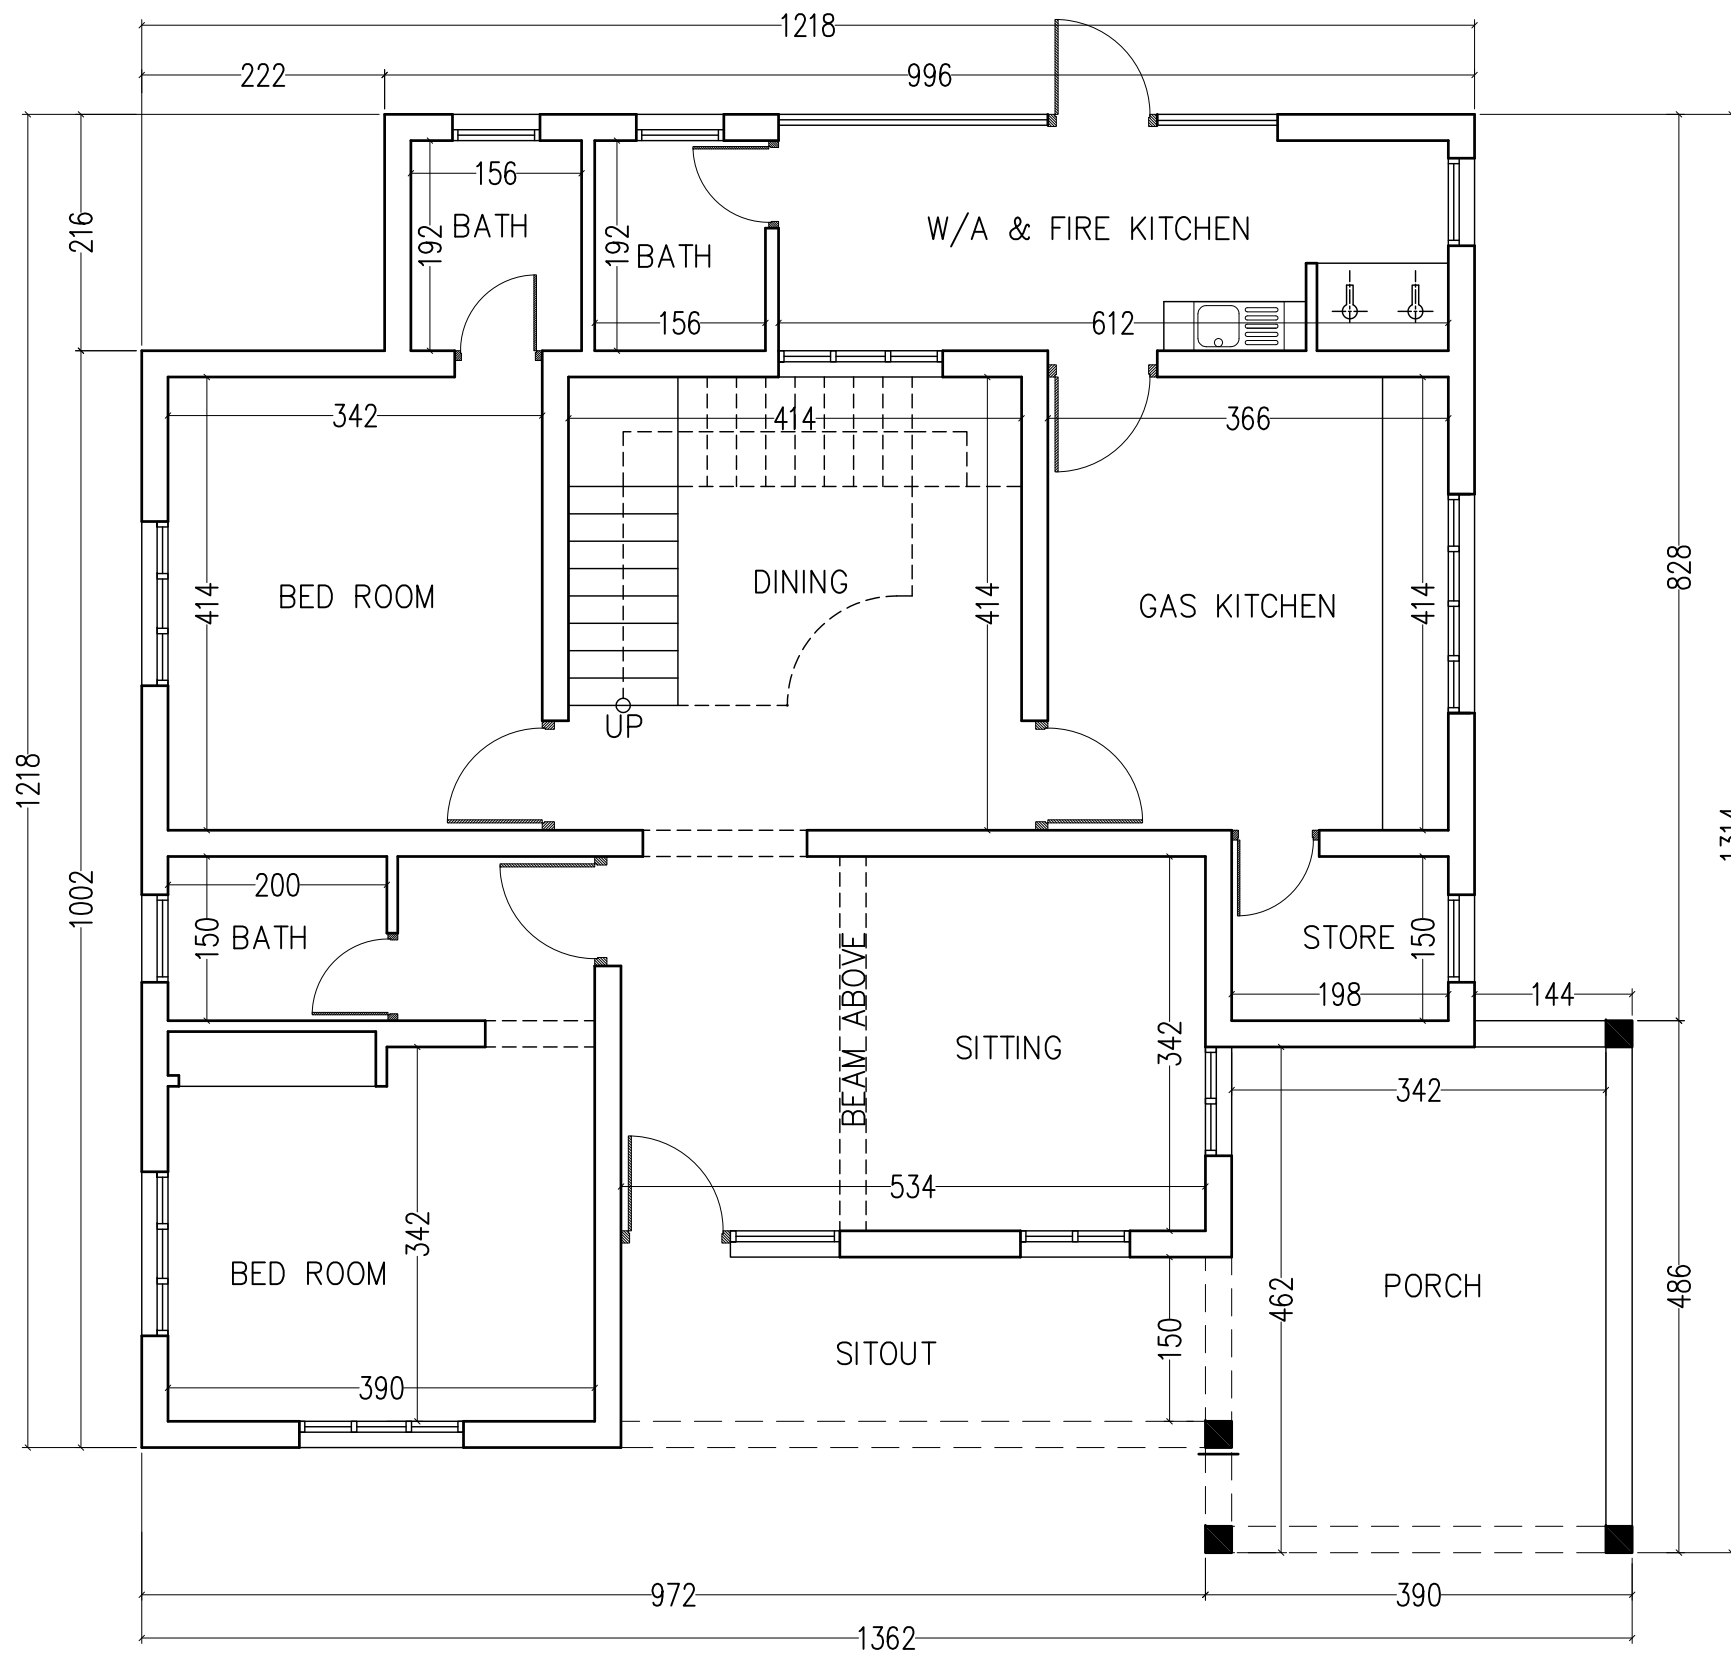 1218
222
996
216
156
BATH
192
192
BATH
W/A & FIRE KITCHEN
156
612
342
414
366
828
414
BED ROOM
DINING
414
GAS KITCHEN
414
UP
1218
1314
1002
200
150
BATH
BEAM ABOVE
STORE
150
198
144
SITTING
342
342
534
342
BED ROOM
462
PORCH
486
150
SITOUT
390
972
390
1362